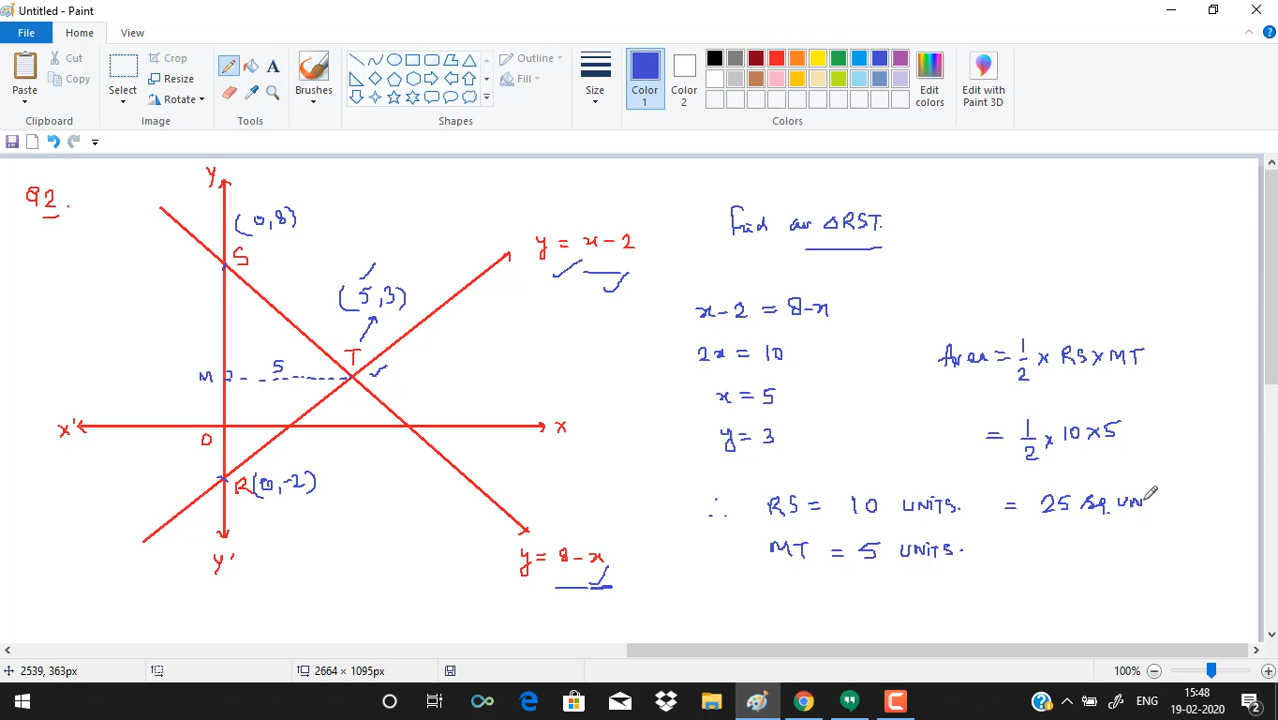 Untitled - Paint
File Home View
Paste
Cut
Copy
Clipboard
Select
Crop
Resize
Rotate
Image
Tools
Brushes
Shapes
Outline
Fill
Size
Color 1
Color 2
Colors
Edit colors
Edit with Paint 3D
Q2.
y
(0,8)
S
y = x-2
(5,3)
T
M
5
x'
O
x
R(0,-2)
y'
y = 8-x
Find ar △RST.
x-2 = 8-x
2x = 10
x = 5
y = 3
∴ RS = 10 UNITS.
MT = 5 UNITS.
Area = 1/2 × RS × MT
= 1/2 × 10 × 5
= 25 sq. UN
2539, 363px
2664 × 1095px
100%
ENG
15:48
19-02-2020
2